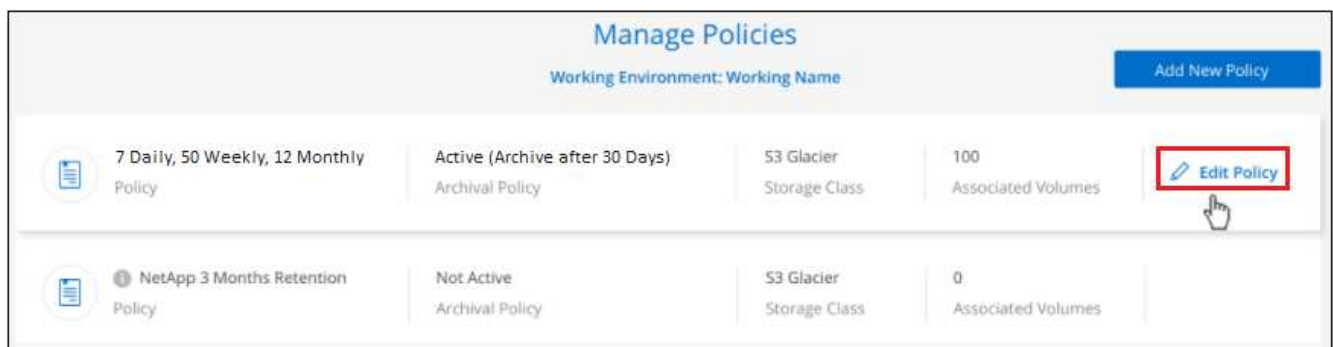 Manage Policies
Working Environment: Working Name
Add New Policy
7 Daily, 50 Weekly, 12 Monthly
Policy
Active (Archive after 30 Days)
Archival Policy
S3 Glacier
Storage Class
100
Associated Volumes
Edit Policy
NetApp 3 Months Retention
Policy
Not Active
Archival Policy
S3 Glacier
Storage Class
0
Associated Volumes